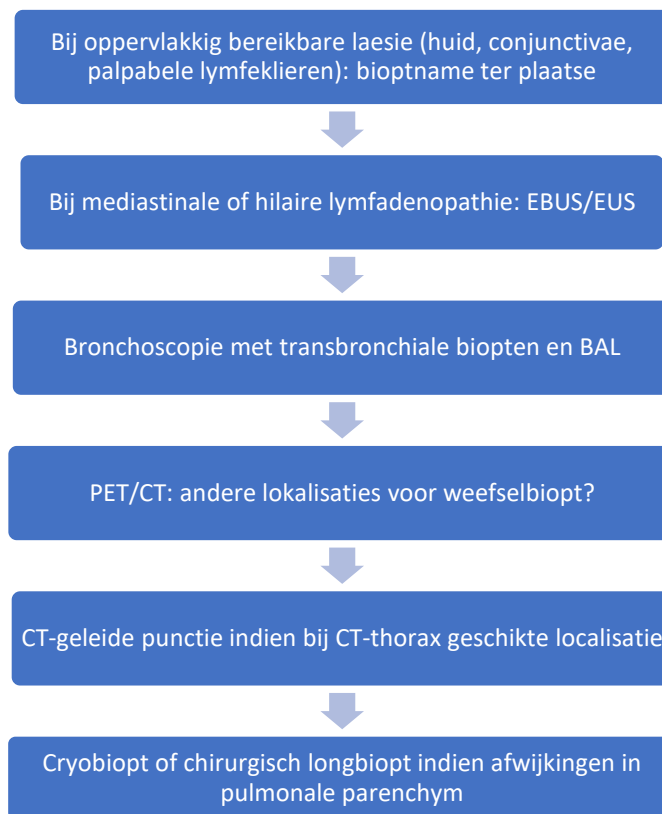 Bij oppervlakkig bereikbare laesie (huid, conjunctivae,
palpabele lymfeklieren): bioptname ter plaatse
Bij mediastinale of hilaire lymfadenopathie: EBUS/EUS
Bronchoscopie met transbronchiale biopten en BAL
PET/CT: andere lokalisaties voor weefselbiopt?
CT-geleide punctie indien bij CT-thorax geschikte localisatie
Cryobiopt of chirurgisch longbiopt indien afwijkingen in
pulmonale parenchym